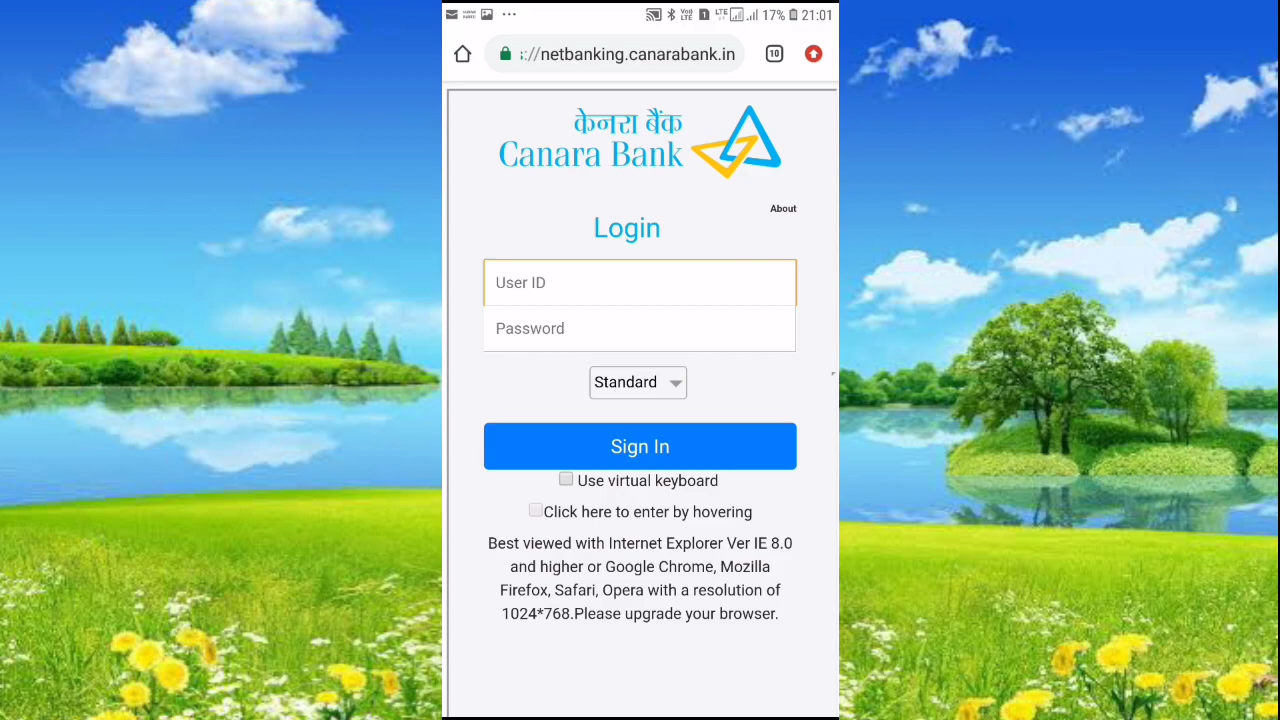 17% 21:01
://netbanking.canarabank.in
10
केनरा बैंक
Canara Bank
About
Login
User ID
Password
Standard
Sign In
Use virtual keyboard
Click here to enter by hovering
Best viewed with Internet Explorer Ver IE 8.0
and higher or Google Chrome, Mozilla
Firefox, Safari, Opera with a resolution of
1024*768.Please upgrade your browser.